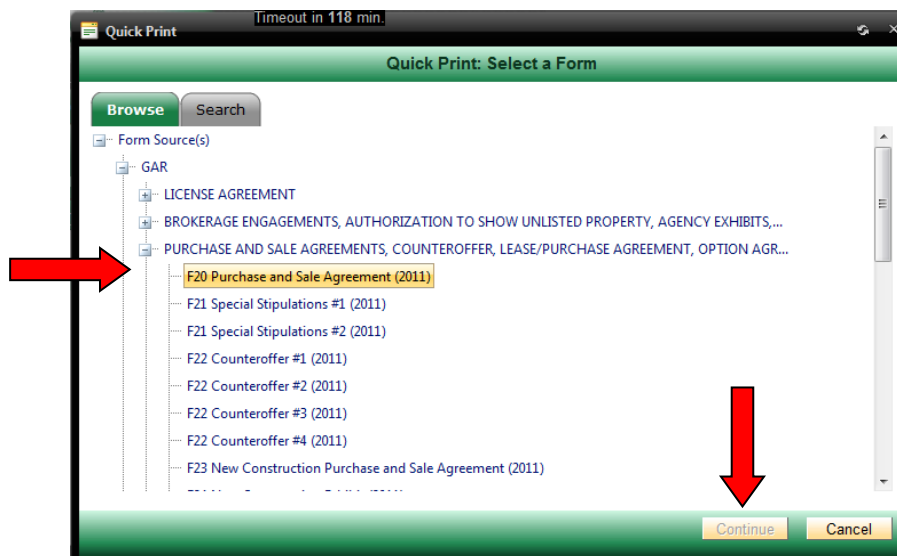 Timeout in 118 min.
Quick Print
Quick Print: Select a Form
Browse Search
Form Source(s)
GAR
LICENSE AGREEMENT
BROKERAGE ENGAGEMENTS, AUTHORIZATION TO SHOW UNLISTED PROPERTY, AGENCY EXHIBITS,...
PURCHASE AND SALE AGREEMENTS, COUNTEROFFER, LEASE/PURCHASE AGREEMENT, OPTION AGR...
F20 Purchase and Sale Agreement (2011)
F21 Special Stipulations #1 (2011)
F21 Special Stipulations #2 (2011)
F22 Counteroffer #1 (2011)
F22 Counteroffer #2 (2011)
F22 Counteroffer #3 (2011)
F22 Counteroffer #4 (2011)
F23 New Construction Purchase and Sale Agreement (2011)
Continue Cancel